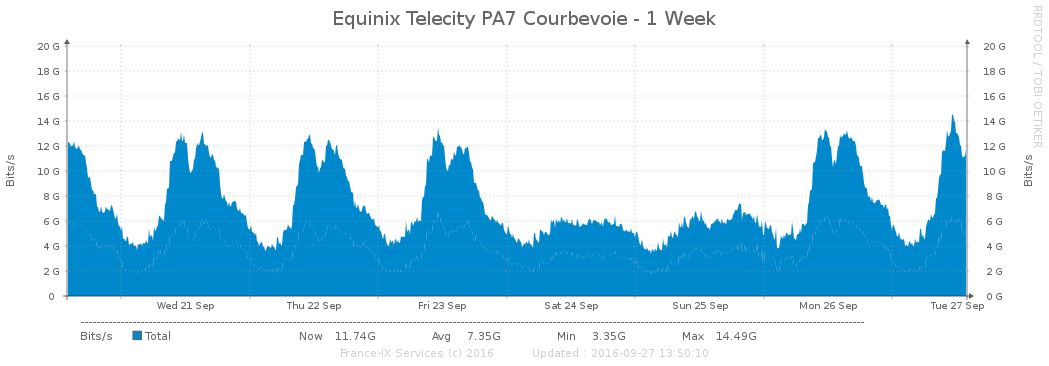 Equinix Telecity PA7 Courbevoie - 1 Week
RRDTOOL / TOBI OETIKER
Bits/s
20 G 20 G
18 G 18 G
16 G 16 G
14 G 14 G
12 G 12 G
10 G 10 G
8 G 8 G
6 G 6 G
4 G 4 G
2 G 2 G
0 0 G
Bits/s
Wed 21 Sep Thu 22 Sep Fri 23 Sep Sat 24 Sep Sun 25 Sep Mon 26 Sep Tue 27 Sep
Bits/s Total Now 11.74G Avg 7.35G Min 3.35G Max 14.49G
France-IX Services (c) 2016 Updated : 2016-09-27 13:50:10